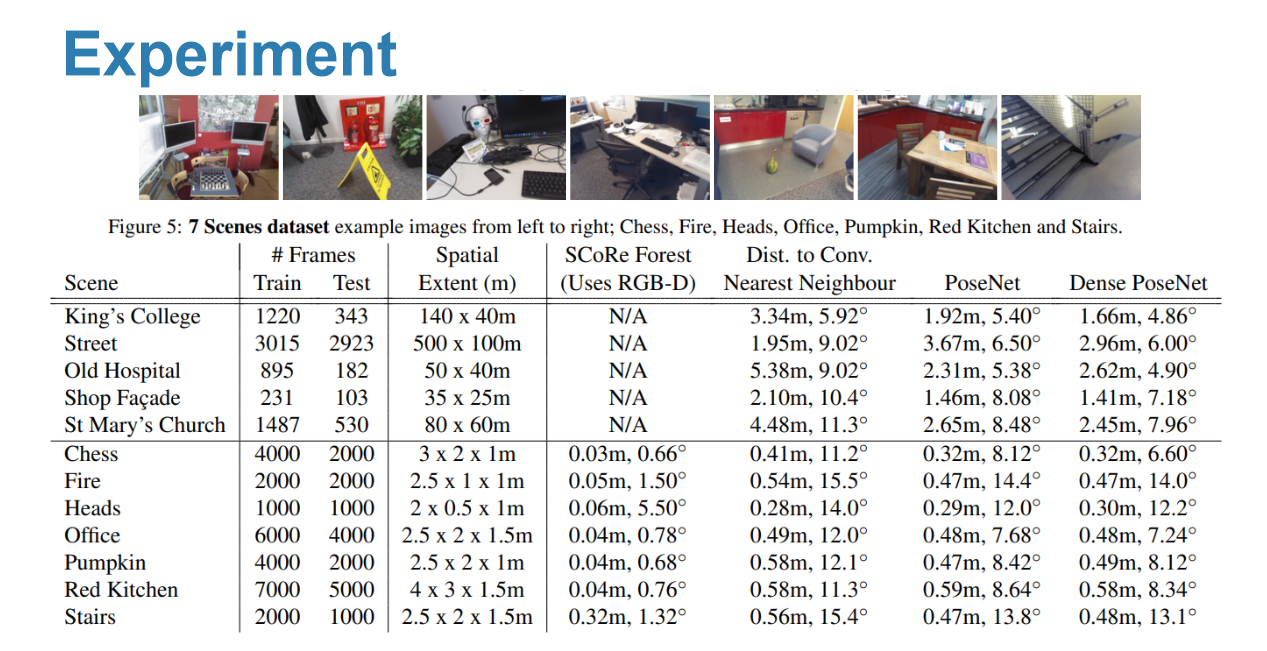 Experiment
Figure 5: 7 Scenes dataset example images from left to right; Chess, Fire, Heads, Office, Pumpkin, Red Kitchen and Stairs.
# Frames Spatial SCoRe Forest Dist. to Conv.
Scene Train Test Extent (m) (Uses RGB-D) Nearest Neighbour PoseNet Dense PoseNet
King's College 1220 343 140 x 40m N/A 3.34m, 5.92° 1.92m, 5.40° 1.66m, 4.86°
Street 3015 2923 500 x 100m N/A 1.95m, 9.02° 3.67m, 6.50° 2.96m, 6.00°
Old Hospital 895 182 50 x 40m N/A 5.38m, 9.02° 2.31m, 5.38° 2.62m, 4.90°
Shop Façade 231 103 35 x 25m N/A 2.10m, 10.4° 1.46m, 8.08° 1.41m, 7.18°
St Mary's Church 1487 530 80 x 60m N/A 4.48m, 11.3° 2.65m, 8.48° 2.45m, 7.96°
Chess 4000 2000 3 x 2 x 1m 0.03m, 0.66° 0.41m, 11.2° 0.32m, 8.12° 0.32m, 6.60°
Fire 2000 2000 2.5 x 1 x 1m 0.05m, 1.50° 0.54m, 15.5° 0.47m, 14.4° 0.47m, 14.0°
Heads 1000 1000 2 x 0.5 x 1m 0.06m, 5.50° 0.28m, 14.0° 0.29m, 12.0° 0.30m, 12.2°
Office 6000 4000 2.5 x 2 x 1.5m 0.04m, 0.78° 0.49m, 12.0° 0.48m, 7.68° 0.48m, 7.24°
Pumpkin 4000 2000 2.5 x 2 x 1m 0.04m, 0.68° 0.58m, 12.1° 0.47m, 8.42° 0.49m, 8.12°
Red Kitchen 7000 5000 4 x 3 x 1.5m 0.04m, 0.76° 0.58m, 11.3° 0.59m, 8.64° 0.58m, 8.34°
Stairs 2000 1000 2.5 x 2 x 1.5m 0.32m, 1.32° 0.56m, 15.4° 0.47m, 13.8° 0.48m, 13.1°